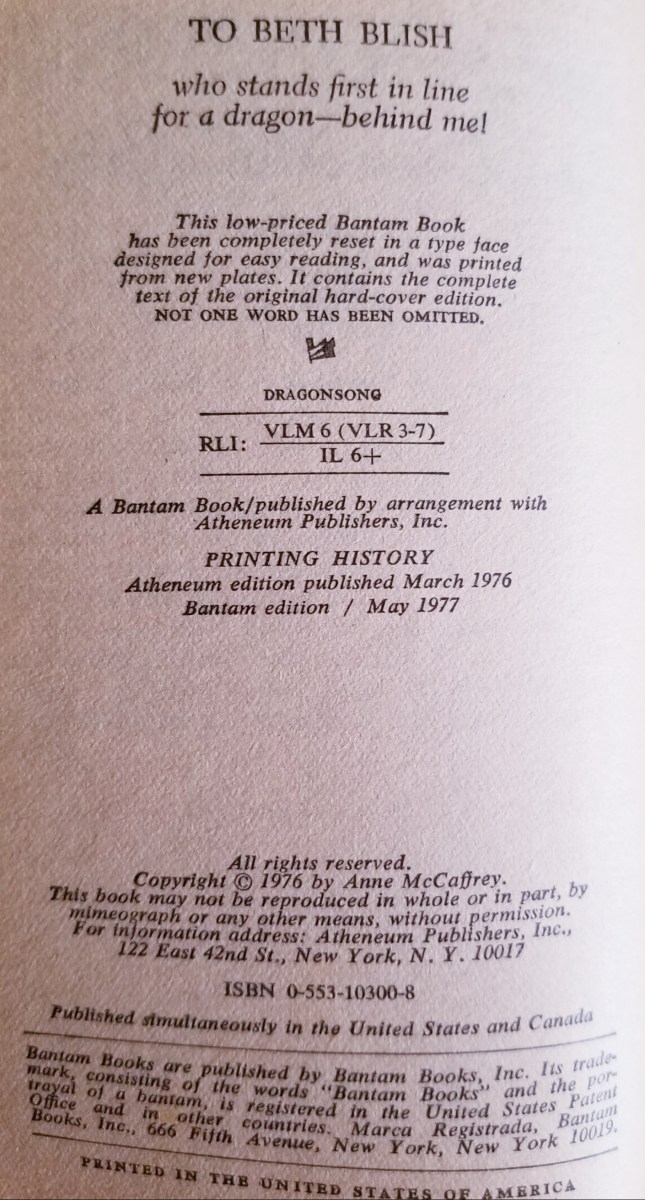 TO BETH BLISH
who stands first in line
for a dragon—behind me!
This low-priced Bantam Book
has been completely reset in a type face
designed for easy reading, and was printed
from new plates. It contains the complete
text of the original hard-cover edition.
NOT ONE WORD HAS BEEN OMITTED.
DRAGONSONG
RLI: VLM 6 (VLR 3-7)
IL 6+
A Bantam Book/published by arrangement with
Atheneum Publishers, Inc.
PRINTING HISTORY
Atheneum edition published March 1976
Bantam edition / May 1977
All rights reserved.
Copyright © 1976 by Anne McCaffrey.
This book may not be reproduced in whole or in part, by
mimeograph or any other means, without permission.
For information address: Atheneum Publishers, Inc.,
122 East 42nd St., New York, N. Y. 10017
ISBN 0-553-10300-8
Published simultaneously in the United States and Canada
Bantam Books are published by Bantam Books, Inc. Its trade-
mark, consisting of the words "Bantam Books" and the por-
trayal of a bantam, is registered in the United States Patent
Office and in other countries. Marca Registrada, Bantam
Books, Inc., 666 Fifth Avenue, New York, New York 10019.
PRINTED IN THE UNITED STATES OF AMERICA